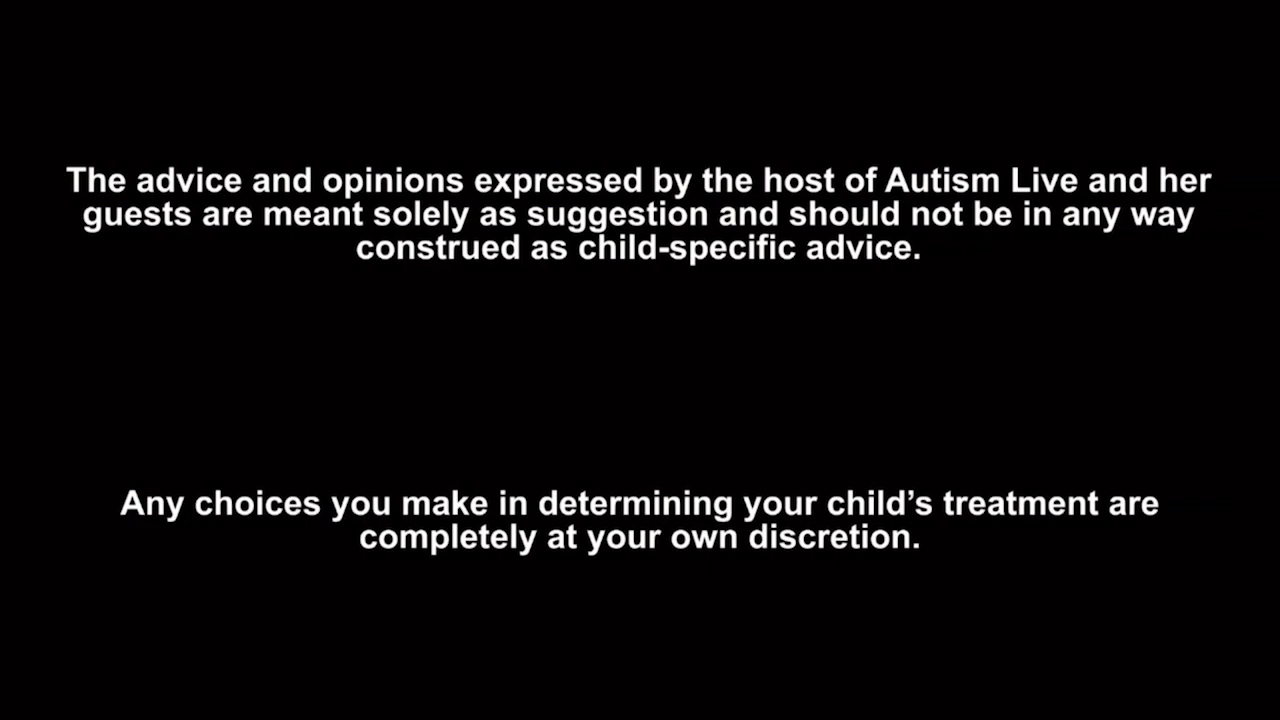 The advice and opinions expressed by the host of Autism Live and her
guests are meant solely as suggestion and should not be in any way
construed as child-specific advice.
Any choices you make in determining your child’s treatment are
completely at your own discretion.